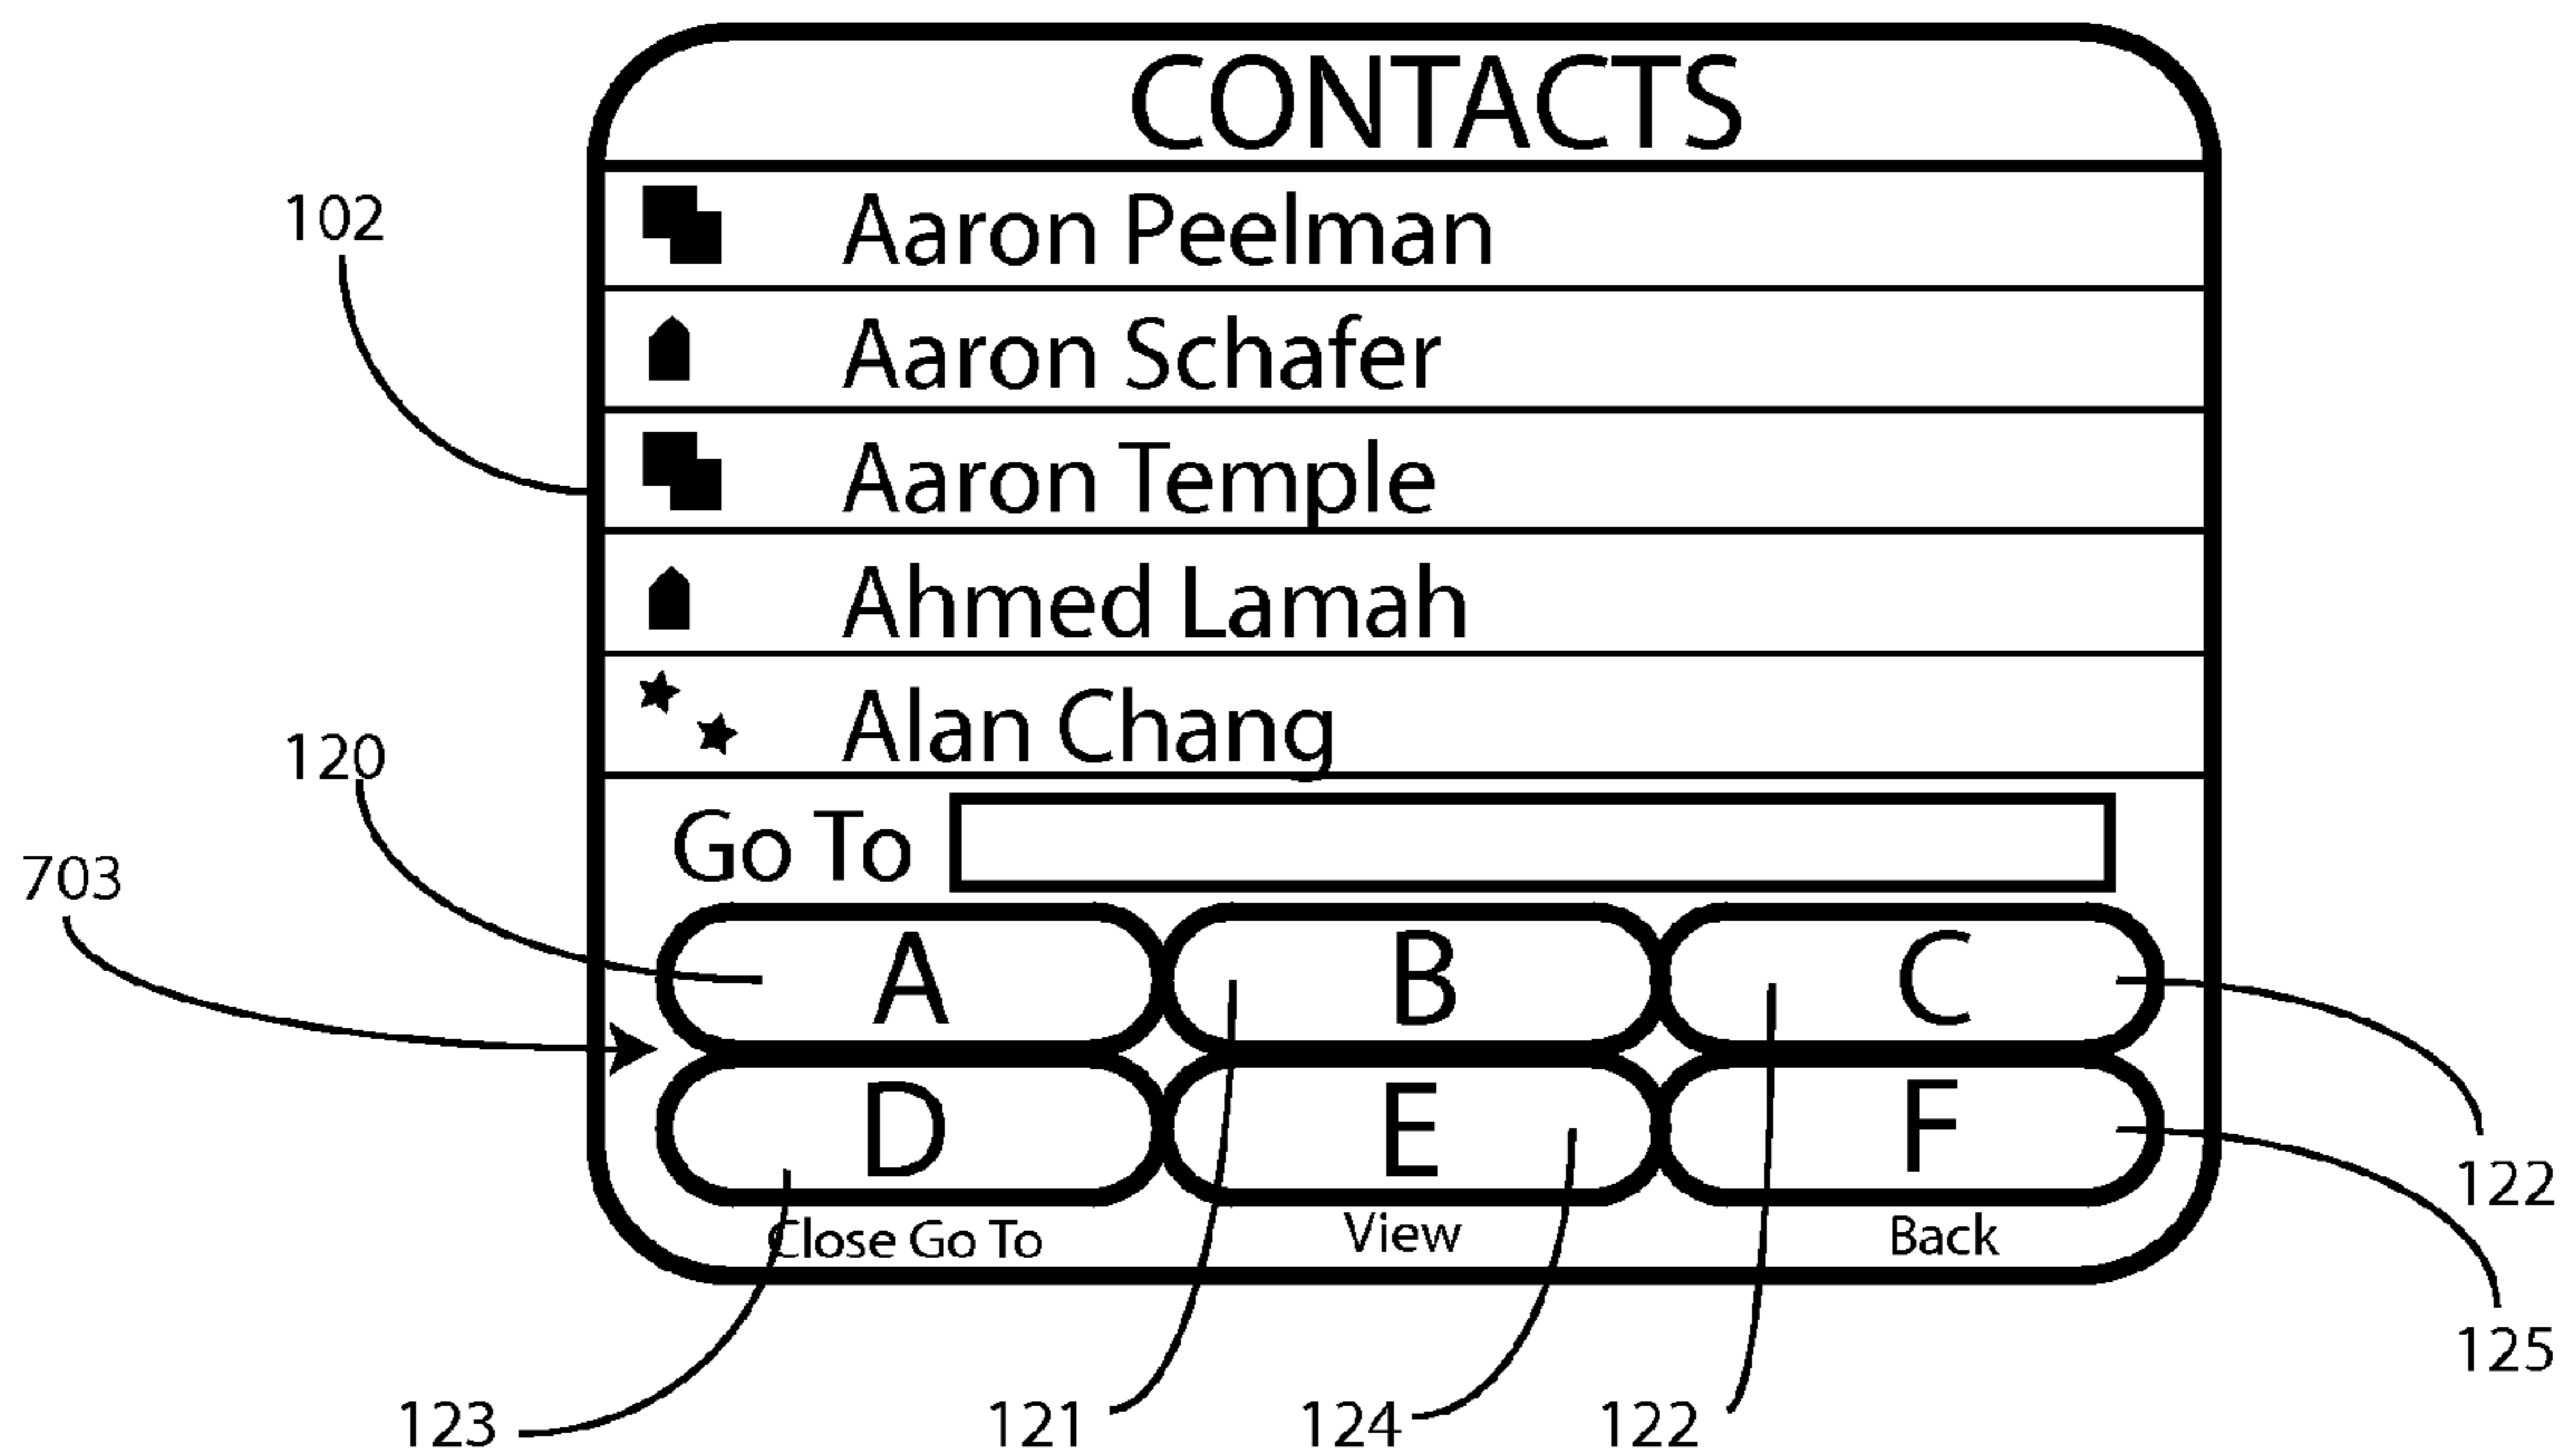 CONTACTS
102
Aaron Peelman
Aaron Schafer
Aaron Temple
Ahmed Lamah
120
Alan Chang
703
Go To
A B C
D E F
122
Close Go To View Back
125
123 121 124 122